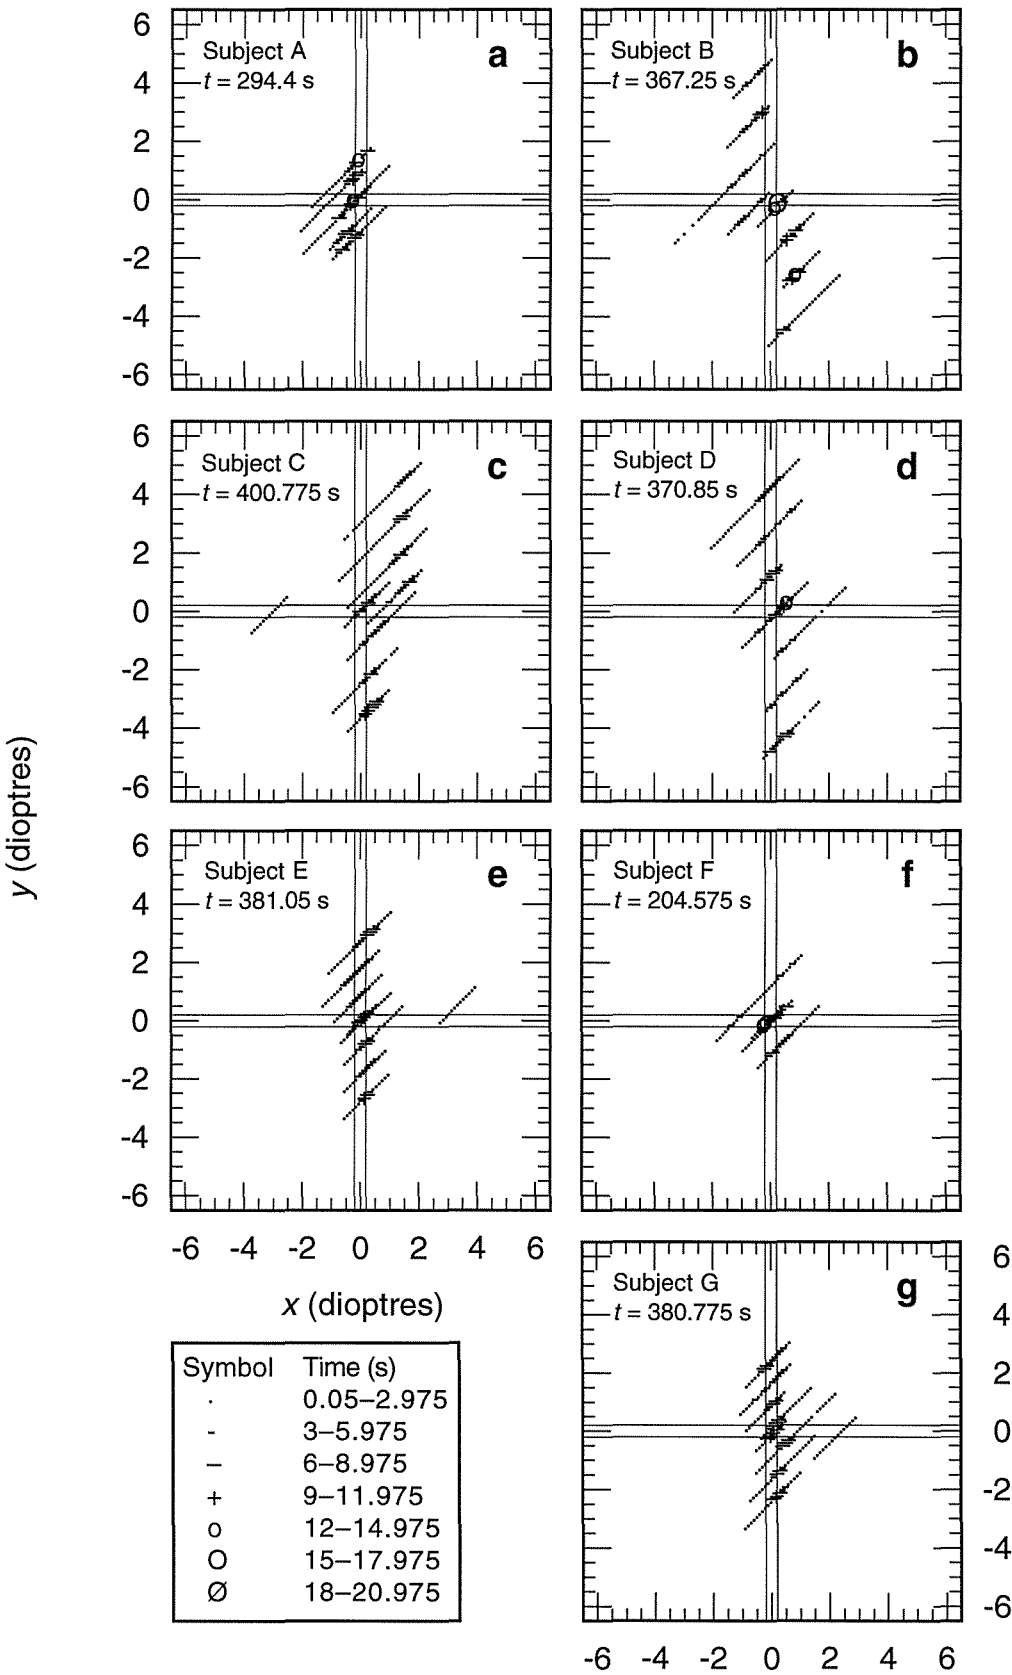 Subject A
a
t = 294.4 s
Subject B
b
t = 367.25 s
6
4
2
0
-2
-4
-6
Subject C
c
t = 400.775 s
Subject D
d
t = 370.85 s
6
4
2
0
-2
-4
-6
y (dioptres)
Subject E
e
t = 381.05 s
Subject F
f
t = 204.575 s
6
4
2
0
-2
-4
-6
-6 -4 -2 0 2 4 6
x (dioptres)
Subject G
g
t = 380.775 s
6
4
2
0
-2
-4
-6
-6 -4 -2 0 2 4 6
Symbol Time (s)
. 0.05–2.975
- 3–5.975
– 6–8.975
+ 9–11.975
o 12–14.975
O 15–17.975
Ø 18–20.975